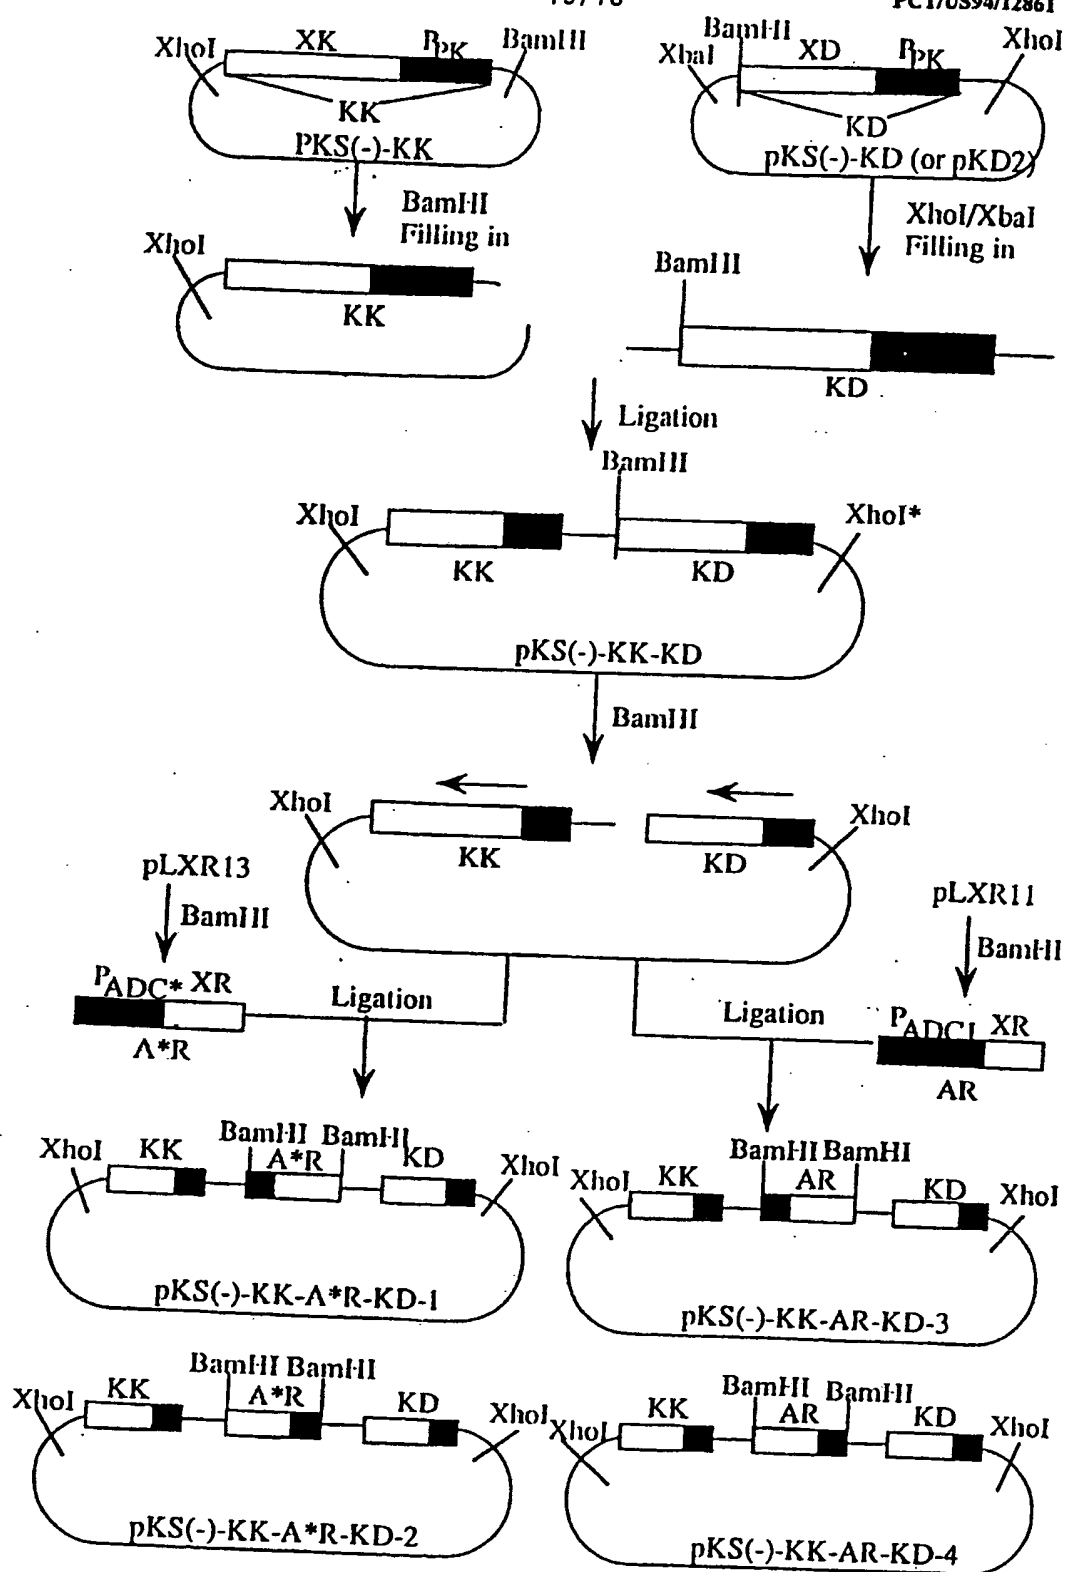 PCT/US94/12861
XhoI XK PPK BamHI
KK
PKS(-)-KK
XbaI BamHI XD PPK XhoI
KD
pKS(-)-KD (or pKD2)
BamHI
Filling in
XhoI/XbaI
Filling in
XhoI
KK
BamHI
KD
Ligation
BamHI
XhoI XhoI*
KK KD
pKS(-)-KK-KD
BamHI
XhoI XhoI
KK KD
pLXR13
BamHI
PADC* XR
A*R
Ligation
pLXR11
BamHI
PADC1 XR
AR
Ligation
XhoI KK BamHI BamHI A*R KD XhoI
pKS(-)-KK-A*R-KD-1
XhoI KK BamHI BamHI AR KD XhoI
pKS(-)-KK-AR-KD-3
XhoI KK BamHI BamHI A*R KD XhoI
pKS(-)-KK-A*R-KD-2
XhoI KK BamHI BamHI AR KD XhoI
pKS(-)-KK-AR-KD-4